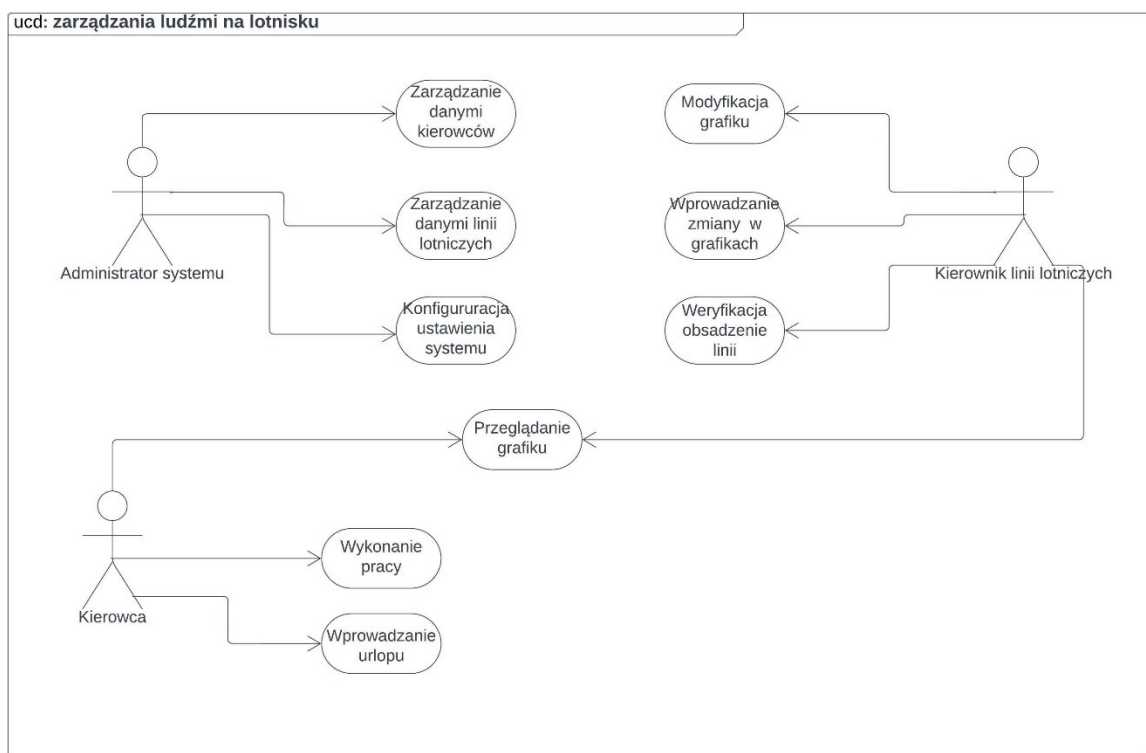 ucd: zarządzania ludźmi na lotnisku
Zarządzanie
danymi
kierowców
Modyfikacja
grafiku
Zarządzanie
danymi linii
lotniczych
Wprowadzanie
zmiany w
grafikach
Administrator systemu
Kierownik linii lotniczych
Konfigururacja
ustawienia
systemu
Weryfikacja
obsadzenie
linii
Przeglądanie
grafiku
Wykonanie
pracy
Kierowca
Wprowadzanie
urlopu